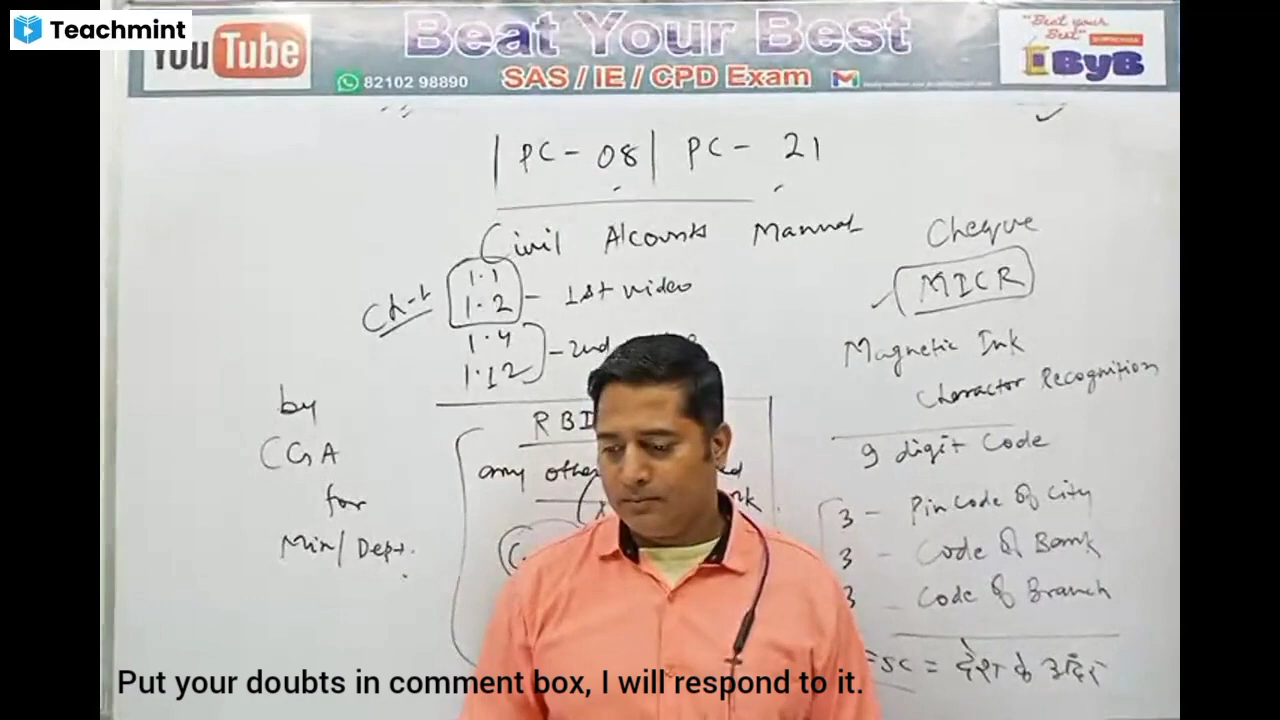 Teachmint
YouTube
Beat Your Best
SAS / IE / CPD Exam
82102 98890
"Beat your
Best"
ByB
PC - 08 | PC - 21
Civil Accounts Manual
Ch-1
1.1
1.2 - 1st video
1.4
1.12 - 2nd
by
CGA
for
Min/Dept.
RBI
any other
Cheque
MICR
Magnetic Ink
Charactor Recognition
9 digit Code
3 - Pincode of City
3 - Code of Bank
3 - Code of Branch
Put your doubts in comment box, I will respond to it.